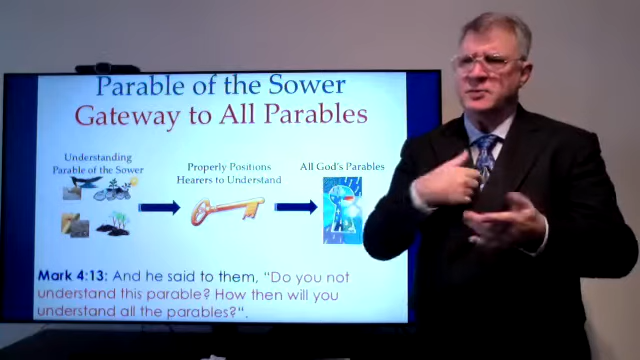 Parable of the Sower
Gateway to All Parables
Understanding
Parable of the Sower
Properly Positions
Hearers to Understand
All God's Parables
Mark 4:13: And he said to them, "Do you not
understand this parable? How then will you
understand all the parables?".